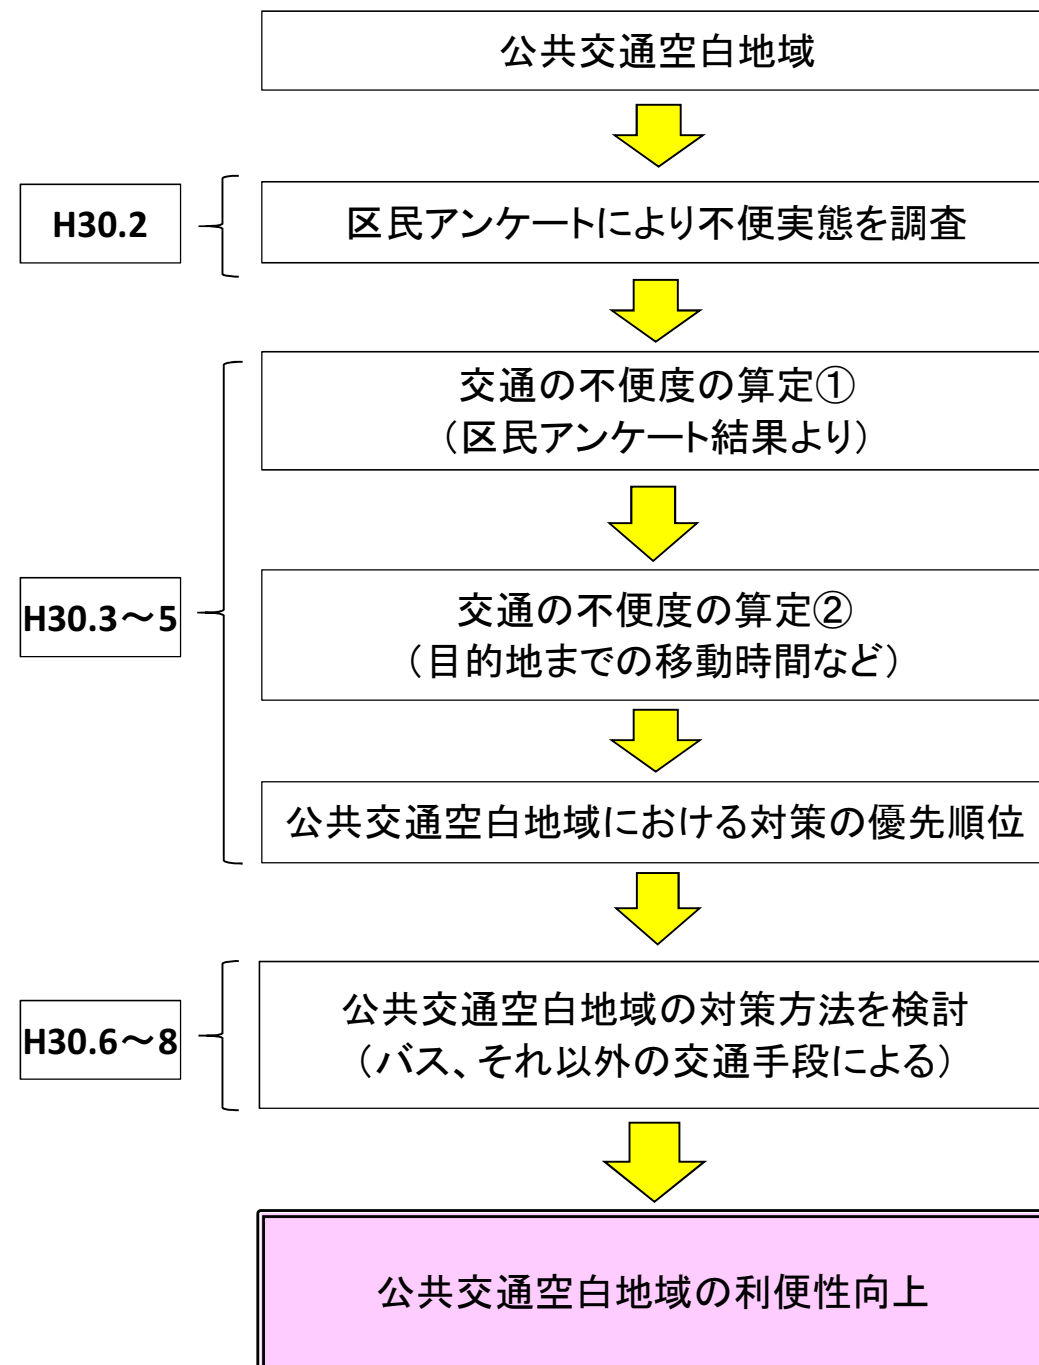 公共交通空白地域
H30.2
区民アンケートにより不便実態を調査
交通の不便度の算定①
（区民アンケート結果より）
H30.3～5
交通の不便度の算定②
（目的地までの移動時間など）
公共交通空白地域における対策の優先順位
H30.6～8
公共交通空白地域の対策方法を検討
（バス、それ以外の交通手段による）
公共交通空白地域の利便性向上